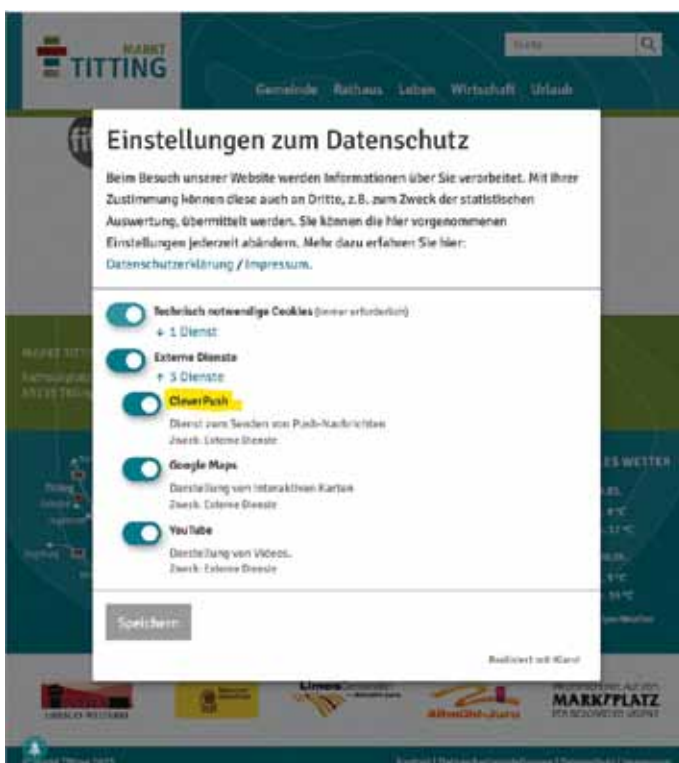 MARKT
TITTING
Suche
Gemeinde Rathaus Leben Wirtschaft Urlaub
fit
Einstellungen zum Datenschutz
Beim Besuch unserer Website werden Informationen über Sie verarbeitet. Mit Ihrer
Zustimmung können diese auch an Dritte, z.B. zum Zweck der statistischen
Auswertung, übermittelt werden. Sie können die hier vorgenommenen
Einstellungen jederzeit abändern. Mehr dazu erfahren Sie hier:
Datenschutzerklärung / Impressum.
Technisch notwendige Cookies (immer erforderlich)
↓ 1 Dienst
Externe Dienste
↑ 3 Dienste
CleverPush
Dienst zum Senden von Push-Nachrichten
Zweck: Externe Dienste
Google Maps
Darstellung von interaktiven Karten
Zweck: Externe Dienste
YouTube
Darstellung von Videos.
Zweck: Externe Dienste
MARKT TITT
ES WETTER
Speichern
Realisiert mit Klaro!
Limes
Altmühl-Jura
MARKTPLATZ